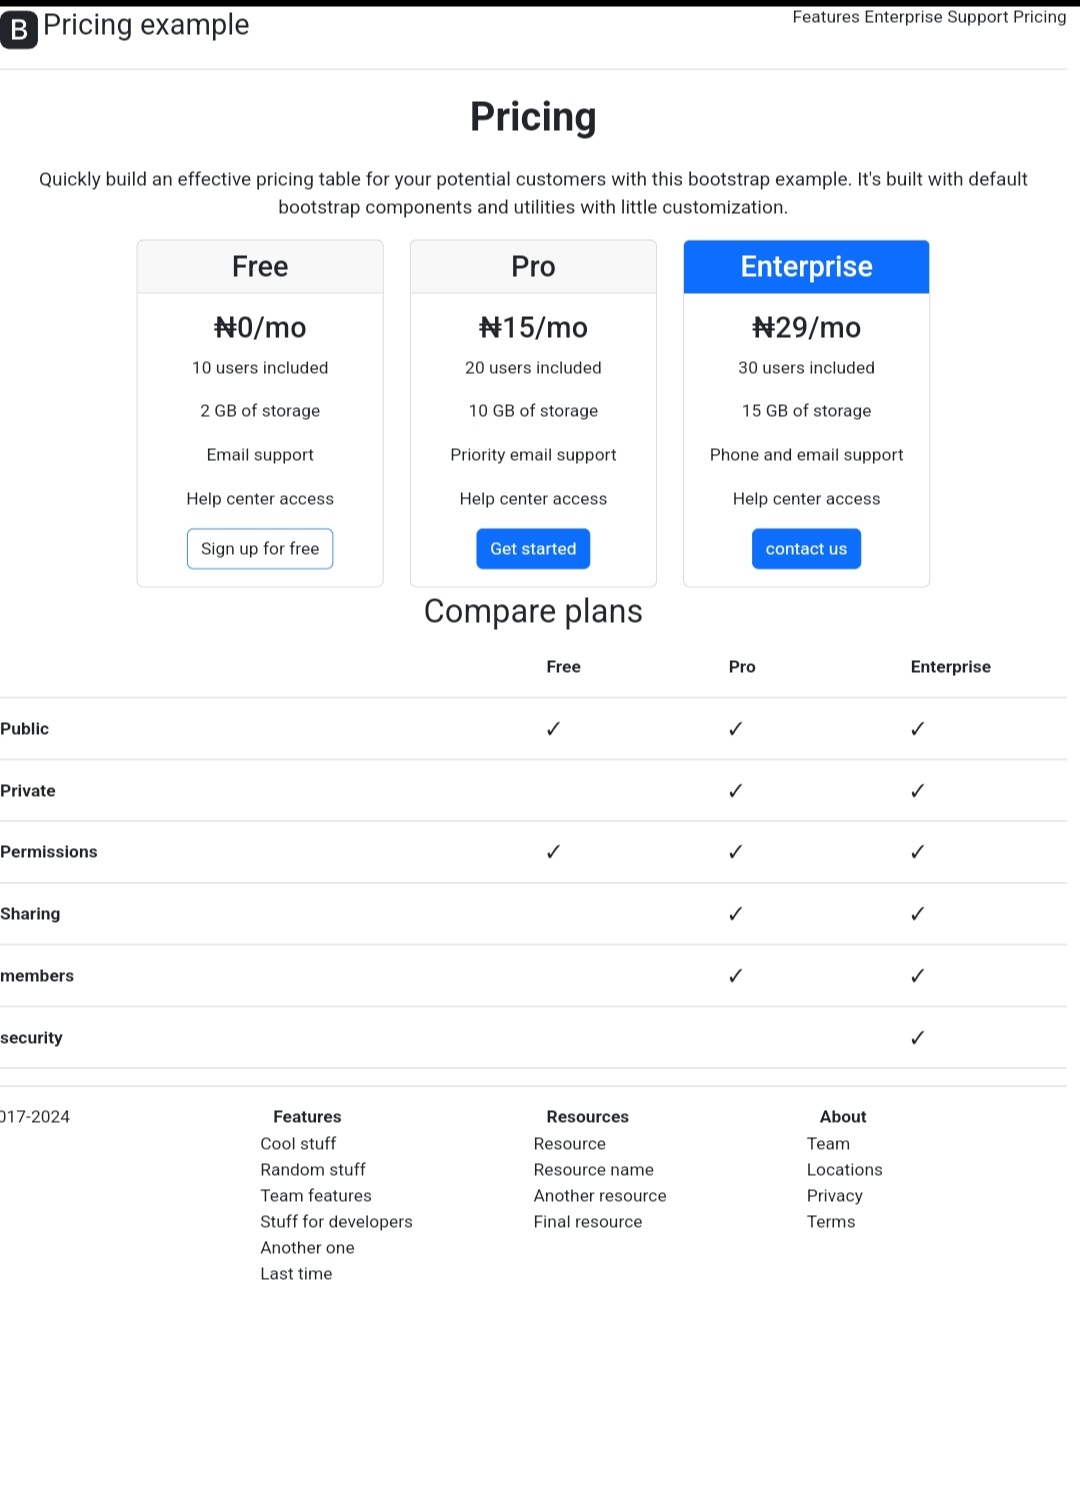 B Pricing example
Features Enterprise Support Pricing
Pricing
Quickly build an effective pricing table for your potential customers with this bootstrap example. It's built with default
bootstrap components and utilities with little customization.
Free
₦0/mo
10 users included
2 GB of storage
Email support
Help center access
Sign up for free
Pro
₦15/mo
20 users included
10 GB of storage
Priority email support
Help center access
Get started
Enterprise
₦29/mo
30 users included
15 GB of storage
Phone and email support
Help center access
contact us
Compare plans
Free Pro Enterprise
Public ✓ ✓ ✓
Private ✓ ✓
Permissions ✓ ✓ ✓
Sharing ✓ ✓
members ✓ ✓
security ✓
017-2024
Features
Cool stuff
Random stuff
Team features
Stuff for developers
Another one
Last time
Resources
Resource
Resource name
Another resource
Final resource
About
Team
Locations
Privacy
Terms